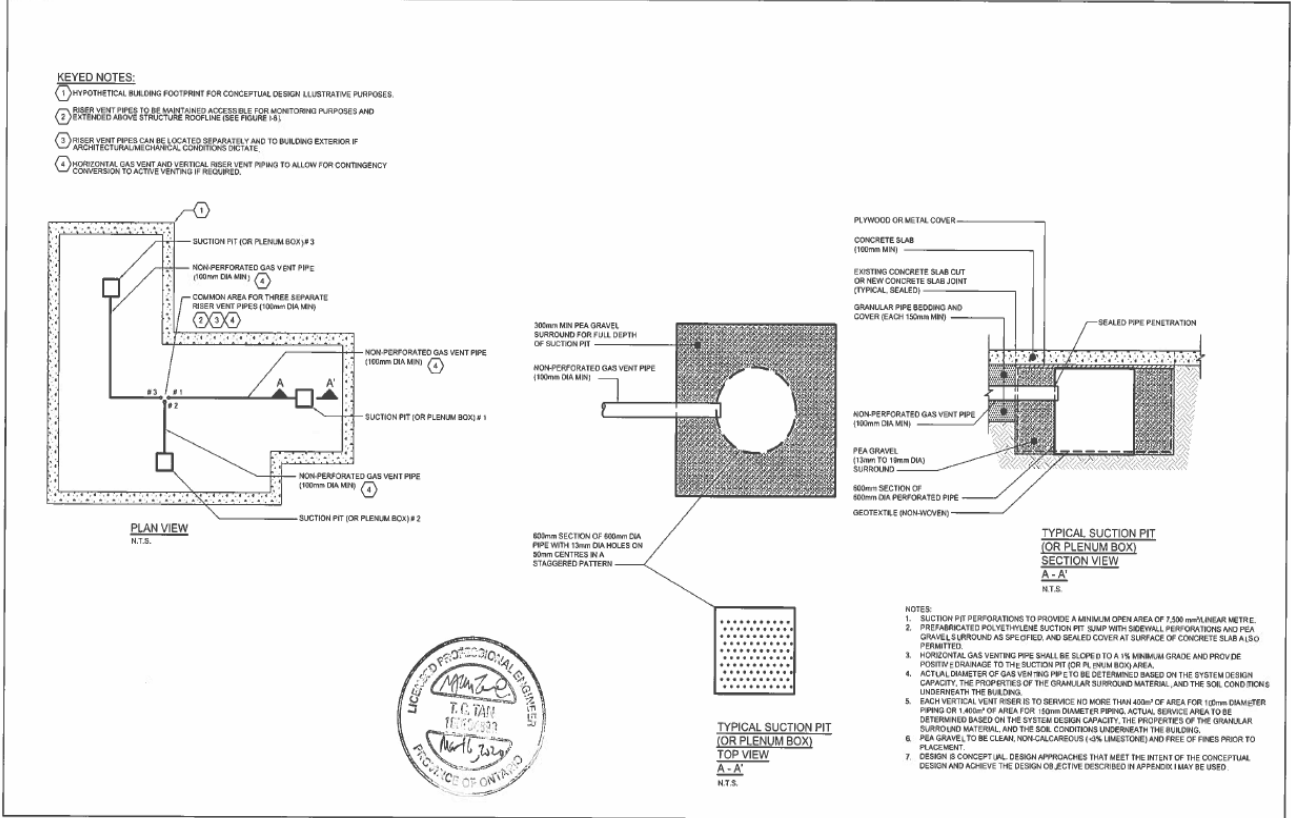 KEYED NOTES:
1 HYPOTHETICAL BUILDING FOOTPRINT FOR CONCEPTUAL DESIGN ILLUSTRATIVE PURPOSES.
2 RISER VENT PIPES TO BE MAINTAINED ACCESSIBLE FOR MONITORING PURPOSES AND
EXTENDED ABOVE STRUCTURE ROOFLINE (SEE FIGURE I-6).
3 RISER VENT PIPES CAN BE LOCATED SEPARATELY AND TO BUILDING EXTERIOR IF
ARCHITECTURAL/MECHANICAL CONDITIONS DICTATE.
4 HORIZONTAL GAS VENT AND VERTICAL RISER VENT PIPING TO ALLOW FOR CONTINGENCY
CONVERSION TO ACTIVE VENTING IF REQUIRED.
1
SUCTION PIT (OR PLENUM BOX)# 3
NON-PERFORATED GAS VENT PIPE
(100mm DIA MIN) 4
COMMON AREA FOR THREE SEPARATE
RISER VENT PIPES (100mm DIA MIN)
2 3 4
NON-PERFORATED GAS VENT PIPE
(100mm DIA MIN) 4
#3 #1
#2
A A'
SUCTION PIT (OR PLENUM BOX) # 1
NON-PERFORATED GAS VENT PIPE
(100mm DIA MIN) 4
SUCTION PIT (OR PLENUM BOX) # 2
PLAN VIEW
N.T.S.
300mm MIN PEA GRAVEL
SURROUND FOR FULL DEPTH
OF SUCTION PIT
NON-PERFORATED GAS VENT PIPE
(100mm DIA MIN)
600mm SECTION OF 600mm DIA
PIPE WITH 13mm DIA HOLES ON
50mm CENTRES IN A
STAGGERED PATTERN
TYPICAL SUCTION PIT
(OR PLENUM BOX)
TOP VIEW
A - A'
N.T.S.
PLYWOOD OR METAL COVER
CONCRETE SLAB
(100mm MIN)
EXISTING CONCRETE SLAB CUT
OR NEW CONCRETE SLAB JOINT
(TYPICAL, SEALED)
GRANULAR PIPE BEDDING AND
COVER (EACH 150mm MIN)
SEALED PIPE PENETRATION
NON-PERFORATED GAS VENT PIPE
(100mm DIA MIN)
PEA GRAVEL
(13mm TO 19mm DIA)
SURROUND
600mm SECTION OF
600mm DIA PERFORATED PIPE
GEOTEXTILE (NON-WOVEN)
TYPICAL SUCTION PIT
(OR PLENUM BOX)
SECTION VIEW
A - A'
N.T.S.
NOTES:
1. SUCTION PIT PERFORATIONS TO PROVIDE A MINIMUM OPEN AREA OF 7,500 mm²/LINEAR METRE.
2. PREFABRICATED POLYETHYLENE SUCTION PIT SUMP WITH SIDEWALL PERFORATIONS AND PEA
GRAVEL SURROUND AS SPECIFIED, AND SEALED COVER AT SURFACE OF CONCRETE SLAB ALSO
PERMITTED.
3. HORIZONTAL GAS VENTING PIPE SHALL BE SLOPED TO A 1% MINIMUM GRADE AND PROVIDE
POSITIVE DRAINAGE TO THE SUCTION PIT (OR PLENUM BOX) AREA.
4. ACTUAL DIAMETER OF GAS VENTING PIPE TO BE DETERMINED BASED ON THE SYSTEM DESIGN
CAPACITY, THE PROPERTIES OF THE GRANULAR SURROUND MATERIAL, AND THE SOIL CONDITIONS
UNDERNEATH THE BUILDING.
5. EACH VERTICAL VENT RISER IS TO SERVICE NO MORE THAN 400m² OF AREA FOR 100mm DIAMETER
PIPING OR 1,400m² OF AREA FOR 150mm DIAMETER PIPING. ACTUAL SERVICE AREA TO BE
DETERMINED BASED ON THE SYSTEM DESIGN CAPACITY, THE PROPERTIES OF THE GRANULAR
SURROUND MATERIAL, AND THE SOIL CONDITIONS UNDERNEATH THE BUILDING.
6. PEA GRAVEL TO BE CLEAN, NON-CALCAREOUS (<5% LIMESTONE) AND FREE OF FINES PRIOR TO
PLACEMENT.
7. DESIGN IS CONCEPTUAL. DESIGN APPROACHES THAT MEET THE INTENT OF THE CONCEPTUAL
DESIGN AND ACHIEVE THE DESIGN OBJECTIVE DESCRIBED IN APPENDIX I MAY BE USED.
LICENSED PROFESSIONAL ENGINEER
T. C. TAN
Mar 16, 2020
PROVINCE OF ONTARIO